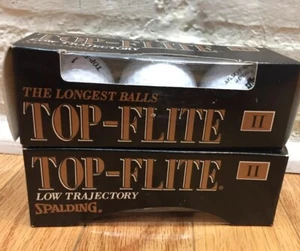 THE LONGEST BALLS
TOP-FLITE II
TOP-FLITE® II
LOW TRAJECTORY
SPALDING®